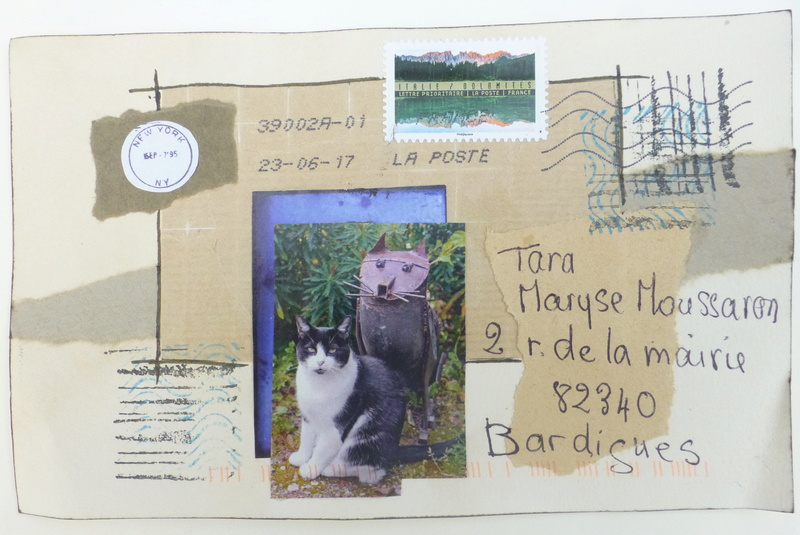 ITALIE / DOLOMITES
LETTRE PRIORITAIRE | LA POSTE | FRANCE
NEW YORK
SEP -1'95
NY
39002A-01
23-06-17 LA POSTE
Tara
Maryse Moussaron
2 r. de la mairie
82340
Bardigues